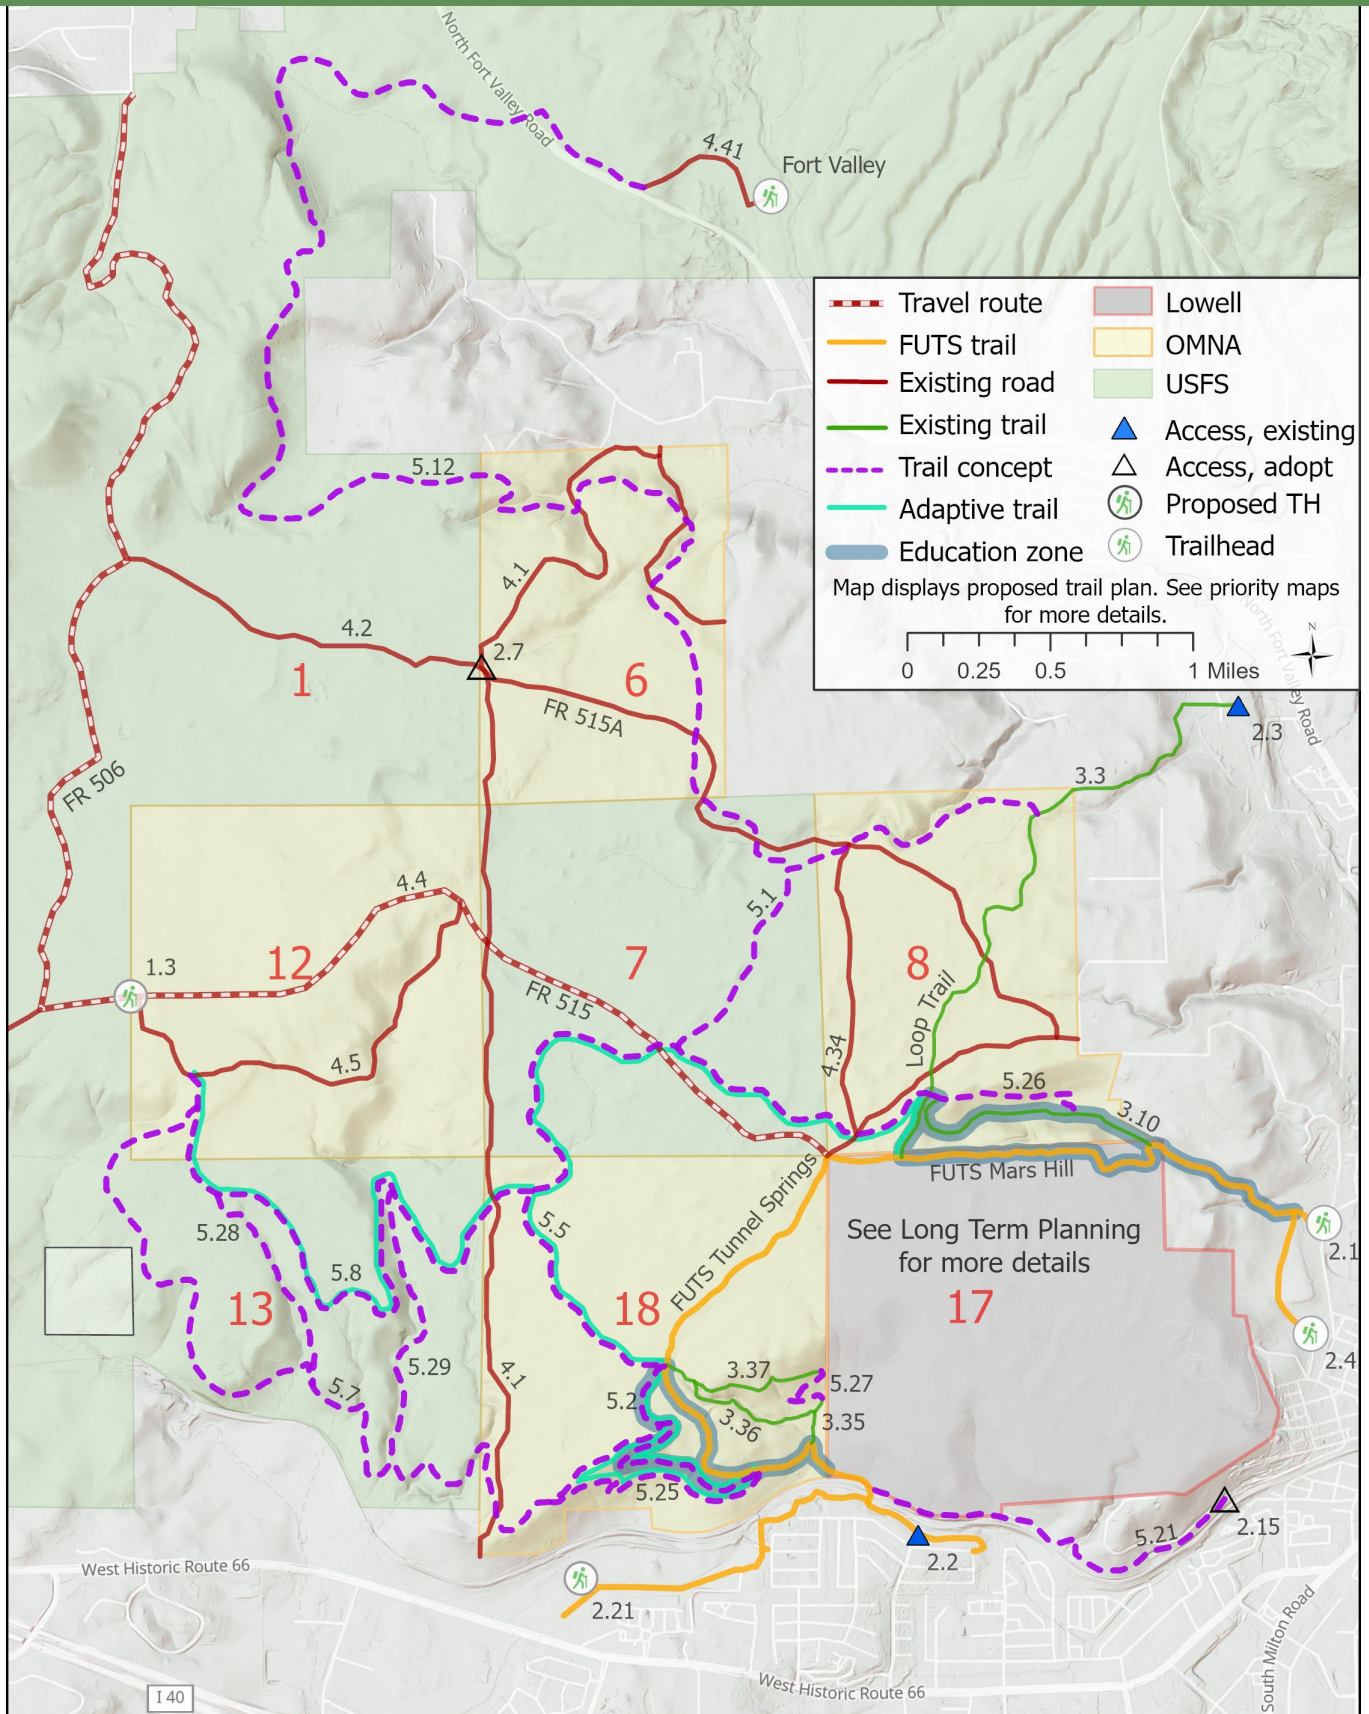 North Fort Valley Road
4.41
Fort Valley
Travel route
FUTS trail
Existing road
Existing trail
Trail concept
Adaptive trail
Education zone
Lowell
OMNA
USFS
Access, existing
Access, adopt
Proposed TH
Trailhead
Map displays proposed trail plan. See priority maps
for more details.
0 0.25 0.5 1 Miles
N
North Fort Valley Road
5.12
4.1
4.2
2.7
1
6
FR 515A
2.3
FR 506
3.3
4.4
5.1
1.3
12
7
8
FR 515
Loop Trail
4.34
4.5
5.26
3.10
FUTS Mars Hill
FUTS Tunnel Springs
5.28
5.5
See Long Term Planning
for more details
2.1
5.8
13
18
17
2.4
5.29
4.1
3.37
5.27
5.7
5.2
3.36
3.35
5.25
5.21
2.15
West Historic Route 66
2.2
2.21
South Milton Road
I 40
West Historic Route 66